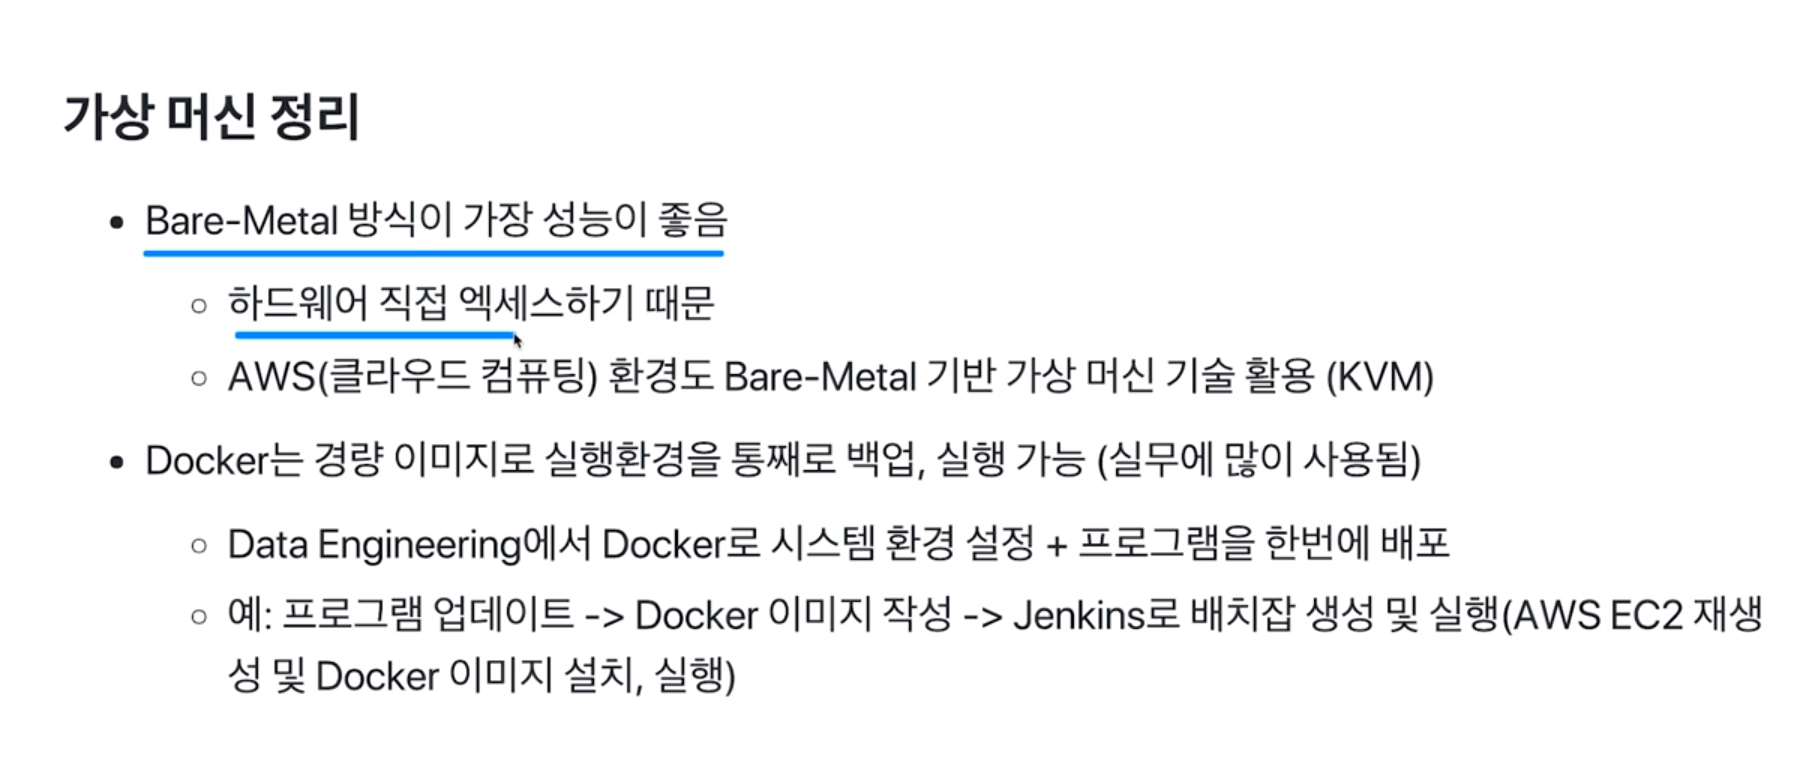 가상 머신 정리
• Bare-Metal 방식이 가장 성능이 좋음
○ 하드웨어 직접 엑세스하기 때문
○ AWS(클라우드 컴퓨팅) 환경도 Bare-Metal 기반 가상 머신 기술 활용 (KVM)
• Docker는 경량 이미지로 실행환경을 통째로 백업, 실행 가능 (실무에 많이 사용됨)
○ Data Engineering에서 Docker로 시스템 환경 설정 + 프로그램을 한번에 배포
○ 예: 프로그램 업데이트 -> Docker 이미지 작성 -> Jenkins로 배치잡 생성 및 실행(AWS EC2 재생
성 및 Docker 이미지 설치, 실행)